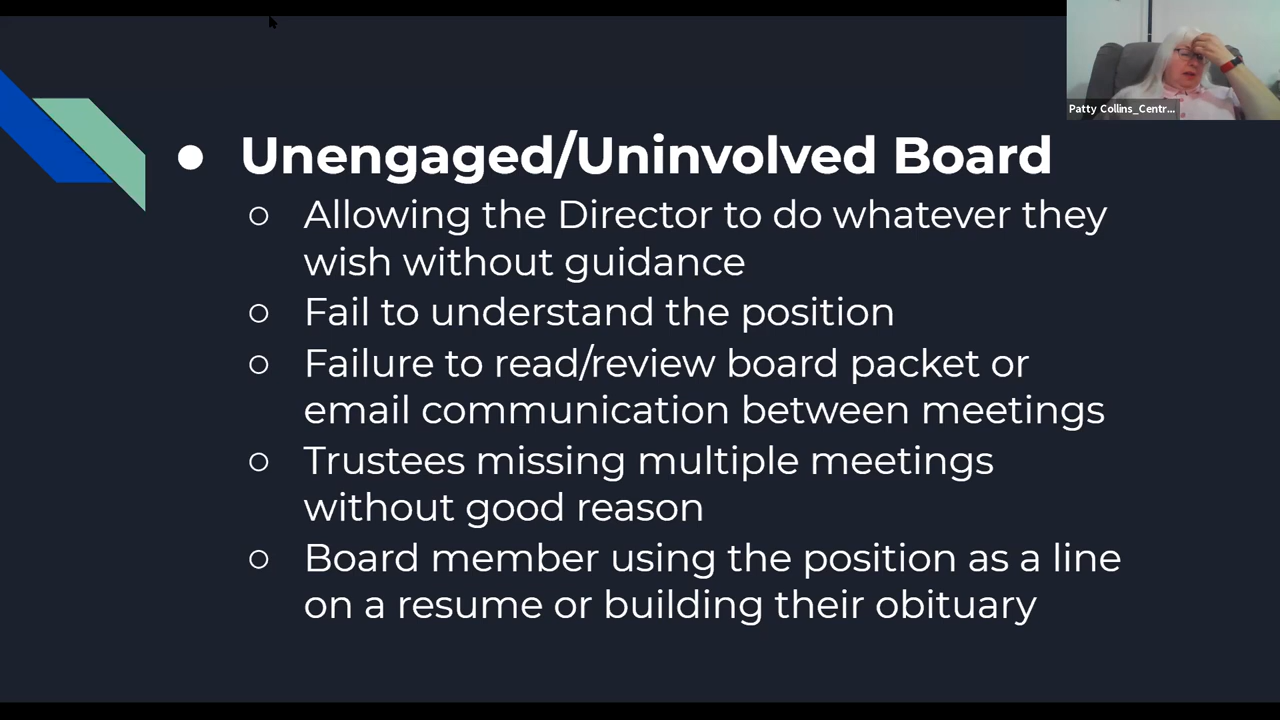 Patty Collins_Centr...
● Unengaged/Uninvolved Board
○ Allowing the Director to do whatever they
wish without guidance
○ Fail to understand the position
○ Failure to read/review board packet or
email communication between meetings
○ Trustees missing multiple meetings
without good reason
○ Board member using the position as a line
on a resume or building their obituary